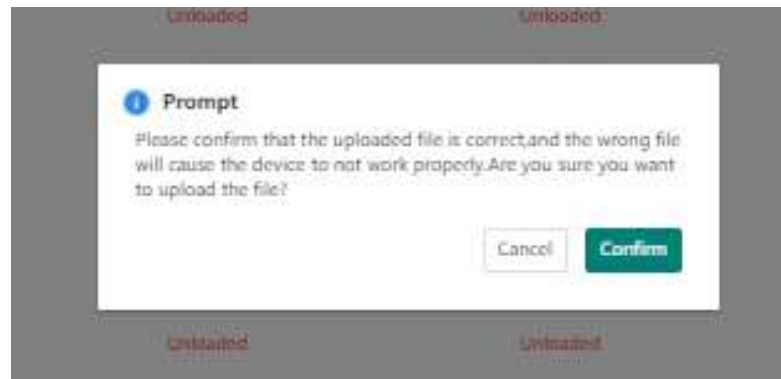 Unloaded Unloaded
Prompt
Please confirm that the uploaded file is correct,and the wrong file
will cause the device to not work properly.Are you sure you want
to upload the file?
Cancel Confirm
Unloaded Unloaded